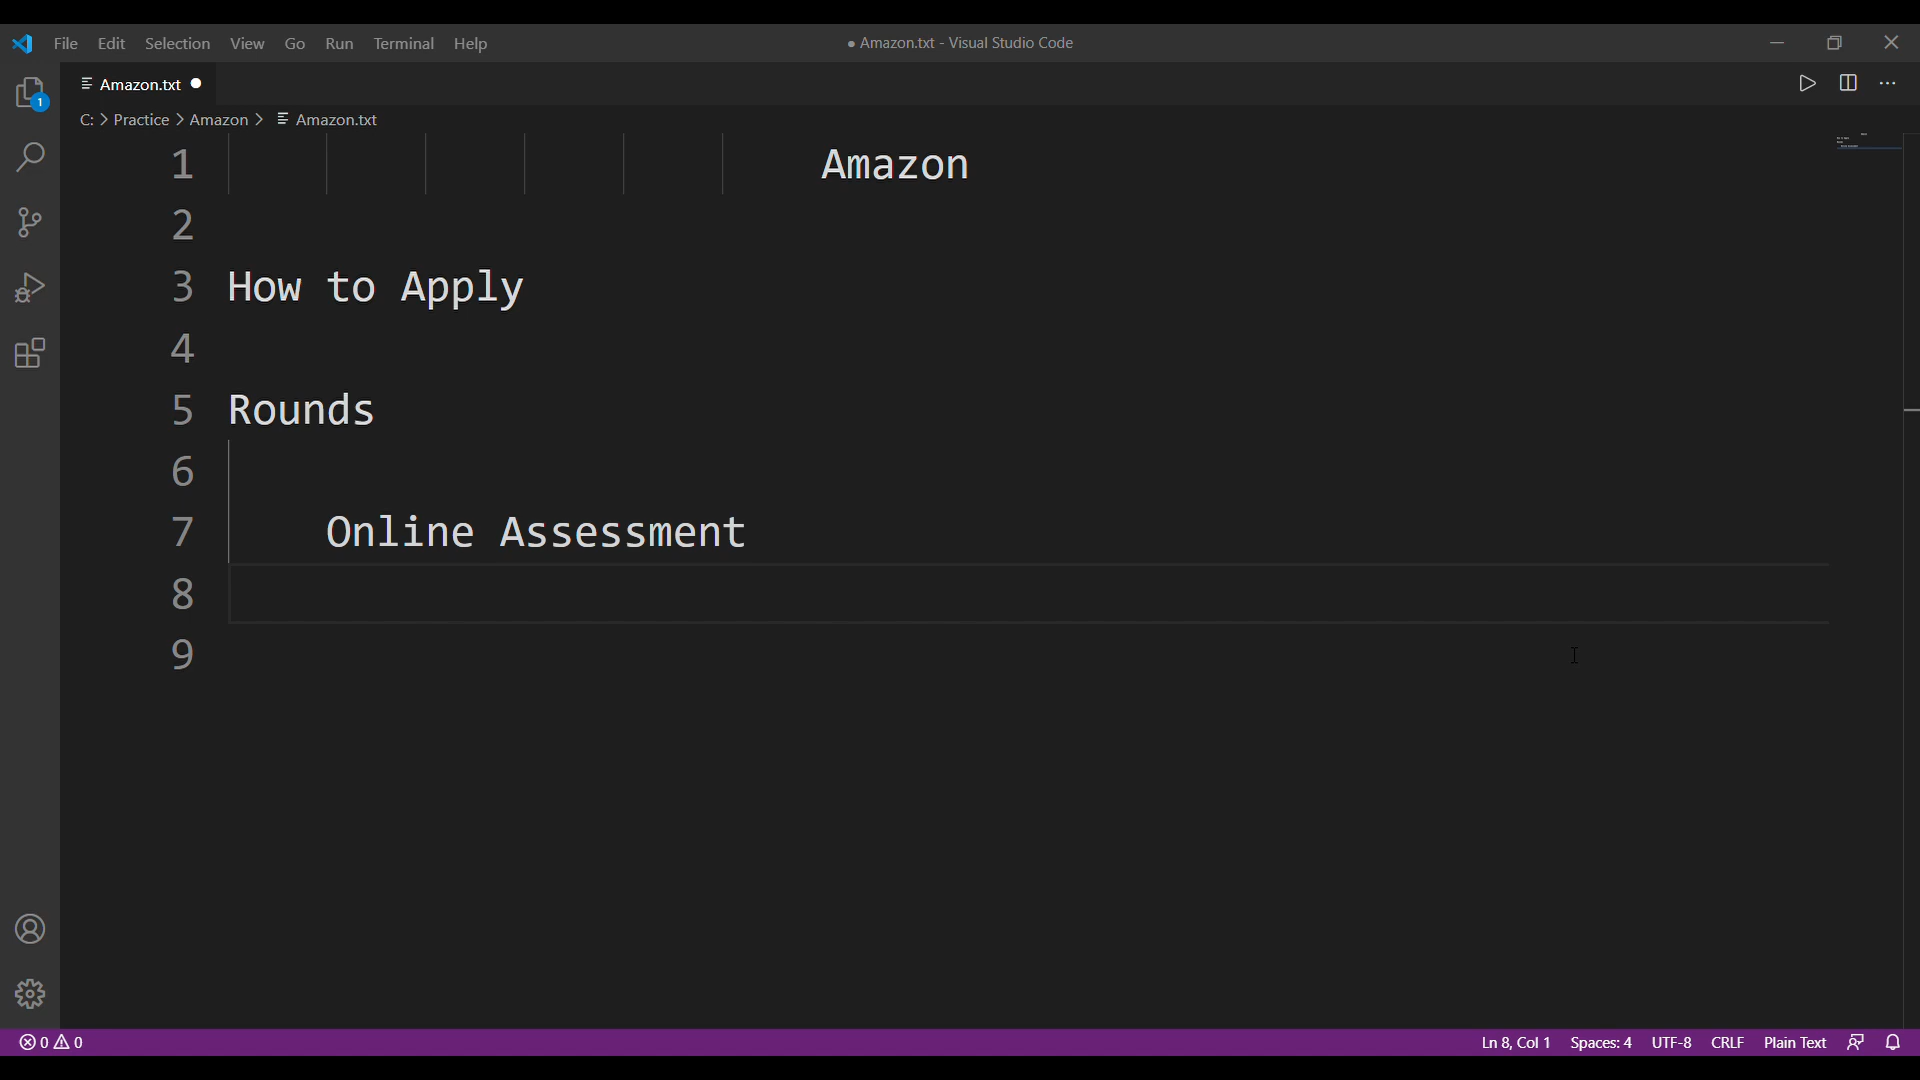 File Edit Selection View Go Run Terminal Help
● Amazon.txt - Visual Studio Code
Amazon.txt
1
C: > Practice > Amazon > Amazon.txt
1 Amazon
2
3 How to Apply
4
5 Rounds
6
7 Online Assessment
8
9
0 0
Ln 8, Col 1 Spaces: 4 UTF-8 CRLF Plain Text